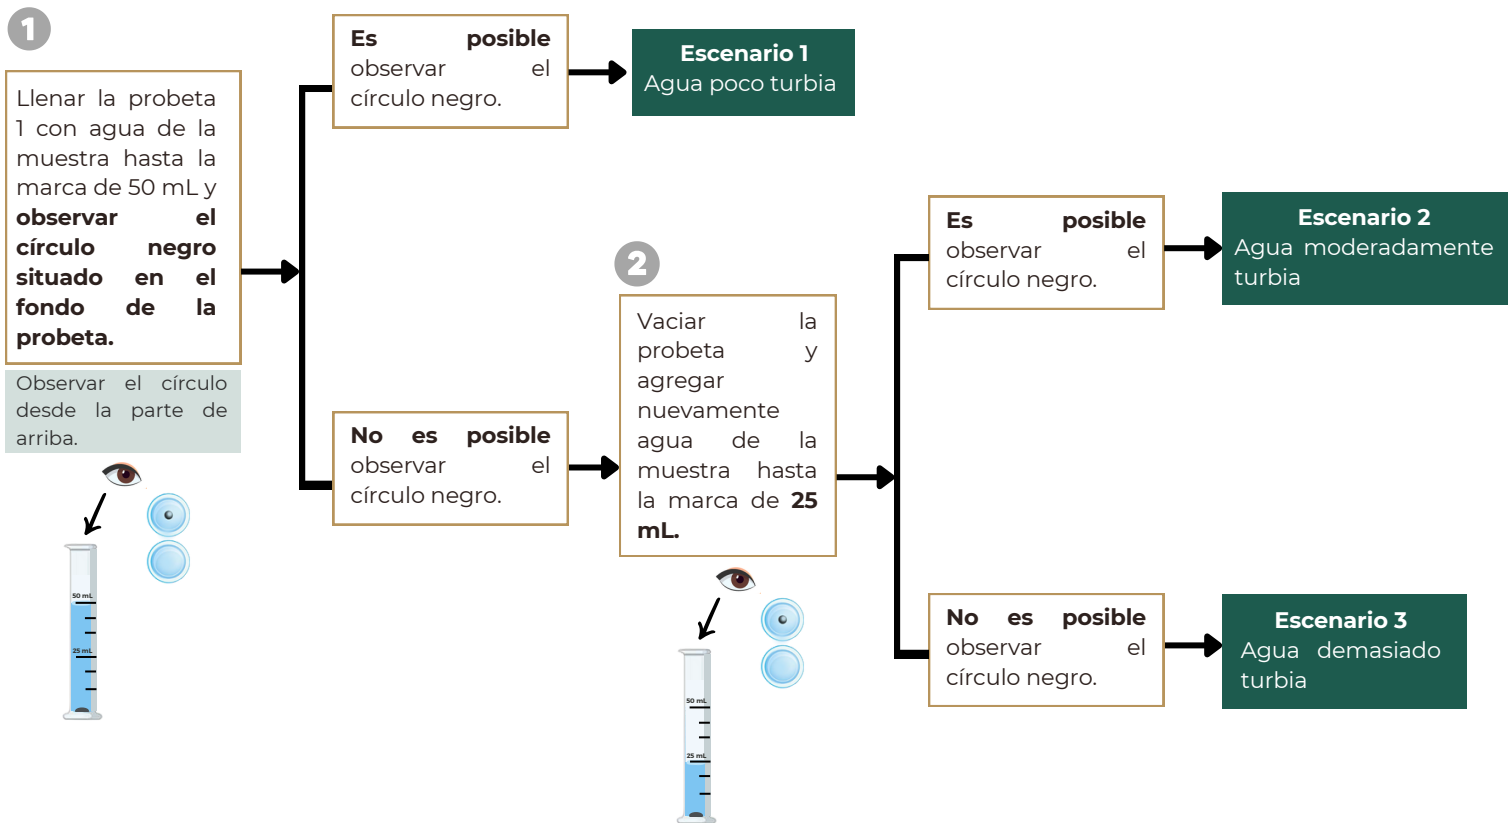 1
Llenar la probeta
1 con agua de la
muestra hasta la
marca de 50 mL y
observar el
círculo negro
situado en el
fondo de la
probeta.
Observar el círculo
desde la parte de
arriba.
50 mL
25 mL
Es posible
observar el
círculo negro.
Escenario 1
Agua poco turbia
No es posible
observar el
círculo negro.
2
Vaciar la
probeta y
agregar
nuevamente
agua de la
muestra hasta
la marca de 25
mL.
50 mL
25 mL
Es posible
observar el
círculo negro.
Escenario 2
Agua moderadamente
turbia
No es posible
observar el
círculo negro.
Escenario 3
Agua demasiado
turbia